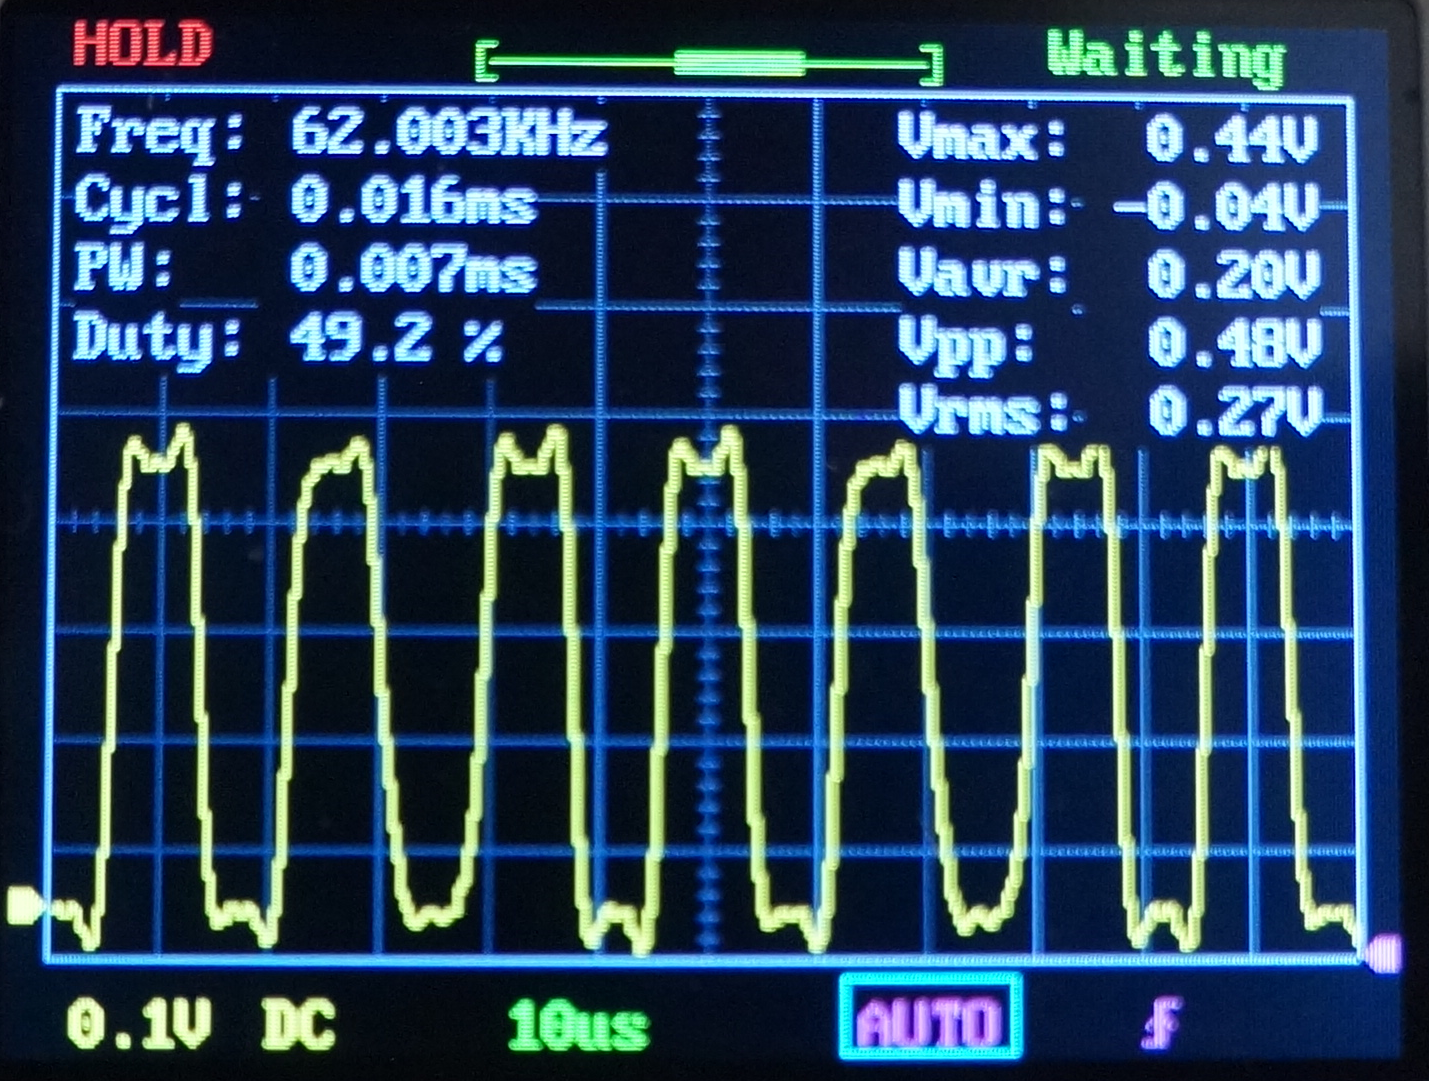 HOLD Waiting
Freq: 62.003KHz Vmax: 0.44V
Cycl: 0.016ms Vmin: -0.04V
PW: 0.007ms Vavr: 0.20V
Duty: 49.2 % Vpp: 0.48V
Vrms: 0.27V
0.1V DC 10us AUTO